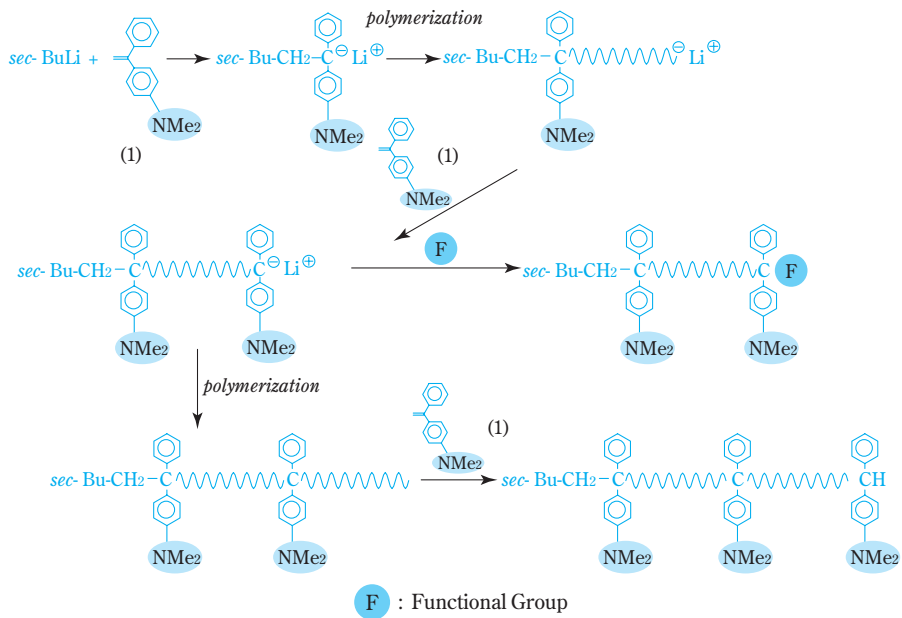 polymerization
sec- BuLi +
sec- Bu-CH2 C ⊖ Li ⊕
sec- Bu-CH2 C ⊖ Li ⊕
NMe2
NMe2
NMe2
(1)
(1)
NMe2
F
sec- Bu-CH2 C C ⊖ Li ⊕
sec- Bu-CH2 C C F
NMe2 NMe2
NMe2 NMe2
polymerization
(1)
NMe2
sec- Bu-CH2 C C
sec- Bu-CH2 C C CH
NMe2 NMe2
NMe2 NMe2 NMe2
F : Functional Group